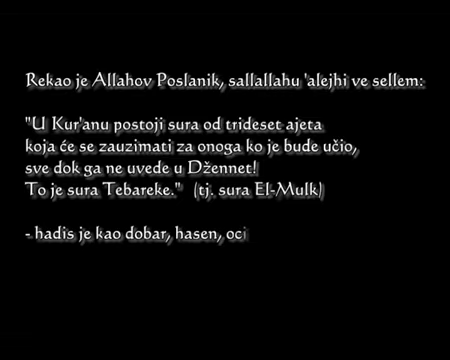 Rekao je Allahov Poslanik, sallallahu 'alejhi ve sellem:
"U Kur'anu postoji sura od trideset ajeta
koja će se zauzimati za onoga ko je bude učio,
sve dok ga ne uvede u Džennet!
To je sura Tebareke." (tj. sura El-Mulk)
- hadis je kao dobar, hasen, oci